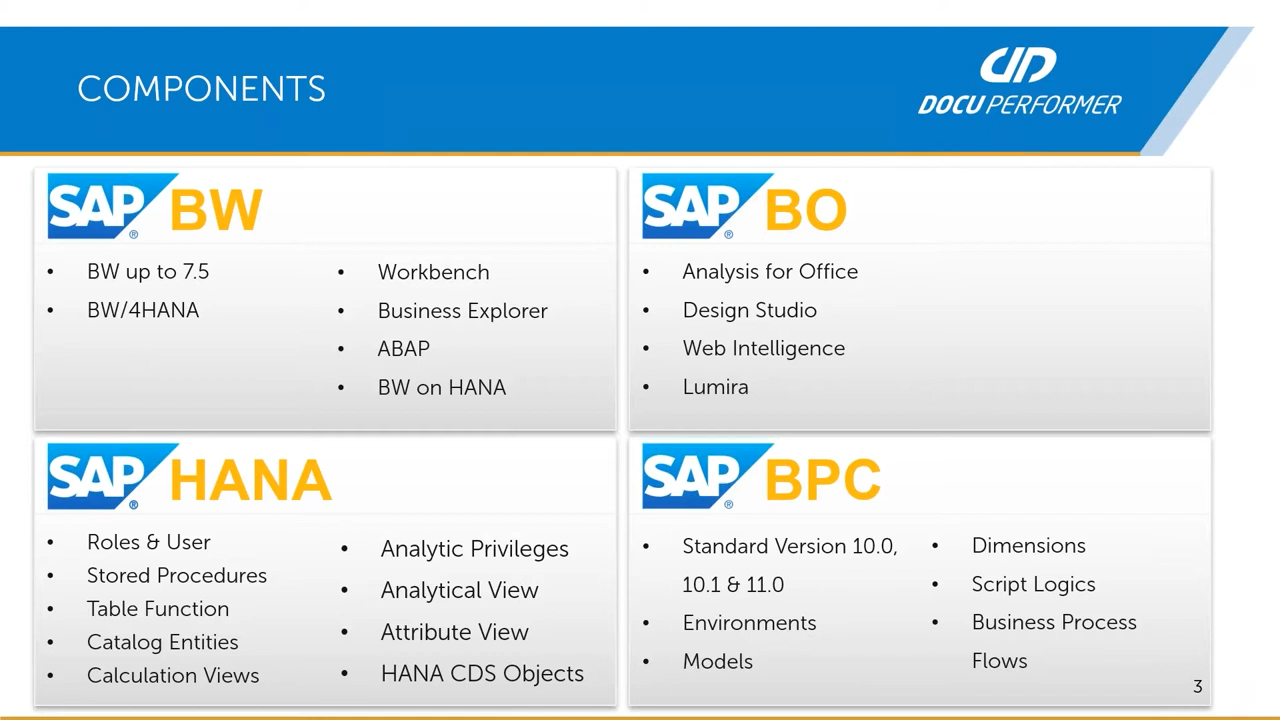 COMPONENTS
DOCU PERFORMER
SAP® BW
• BW up to 7.5
• BW/4HANA
• Workbench
• Business Explorer
• ABAP
• BW on HANA
SAP® BO
• Analysis for Office
• Design Studio
• Web Intelligence
• Lumira
SAP® HANA
• Roles & User
• Stored Procedures
• Table Function
• Catalog Entities
• Calculation Views
• Analytic Privileges
• Analytical View
• Attribute View
• HANA CDS Objects
SAP® BPC
• Standard Version 10.0,
10.1 & 11.0
• Environments
• Models
• Dimensions
• Script Logics
• Business Process
Flows
3